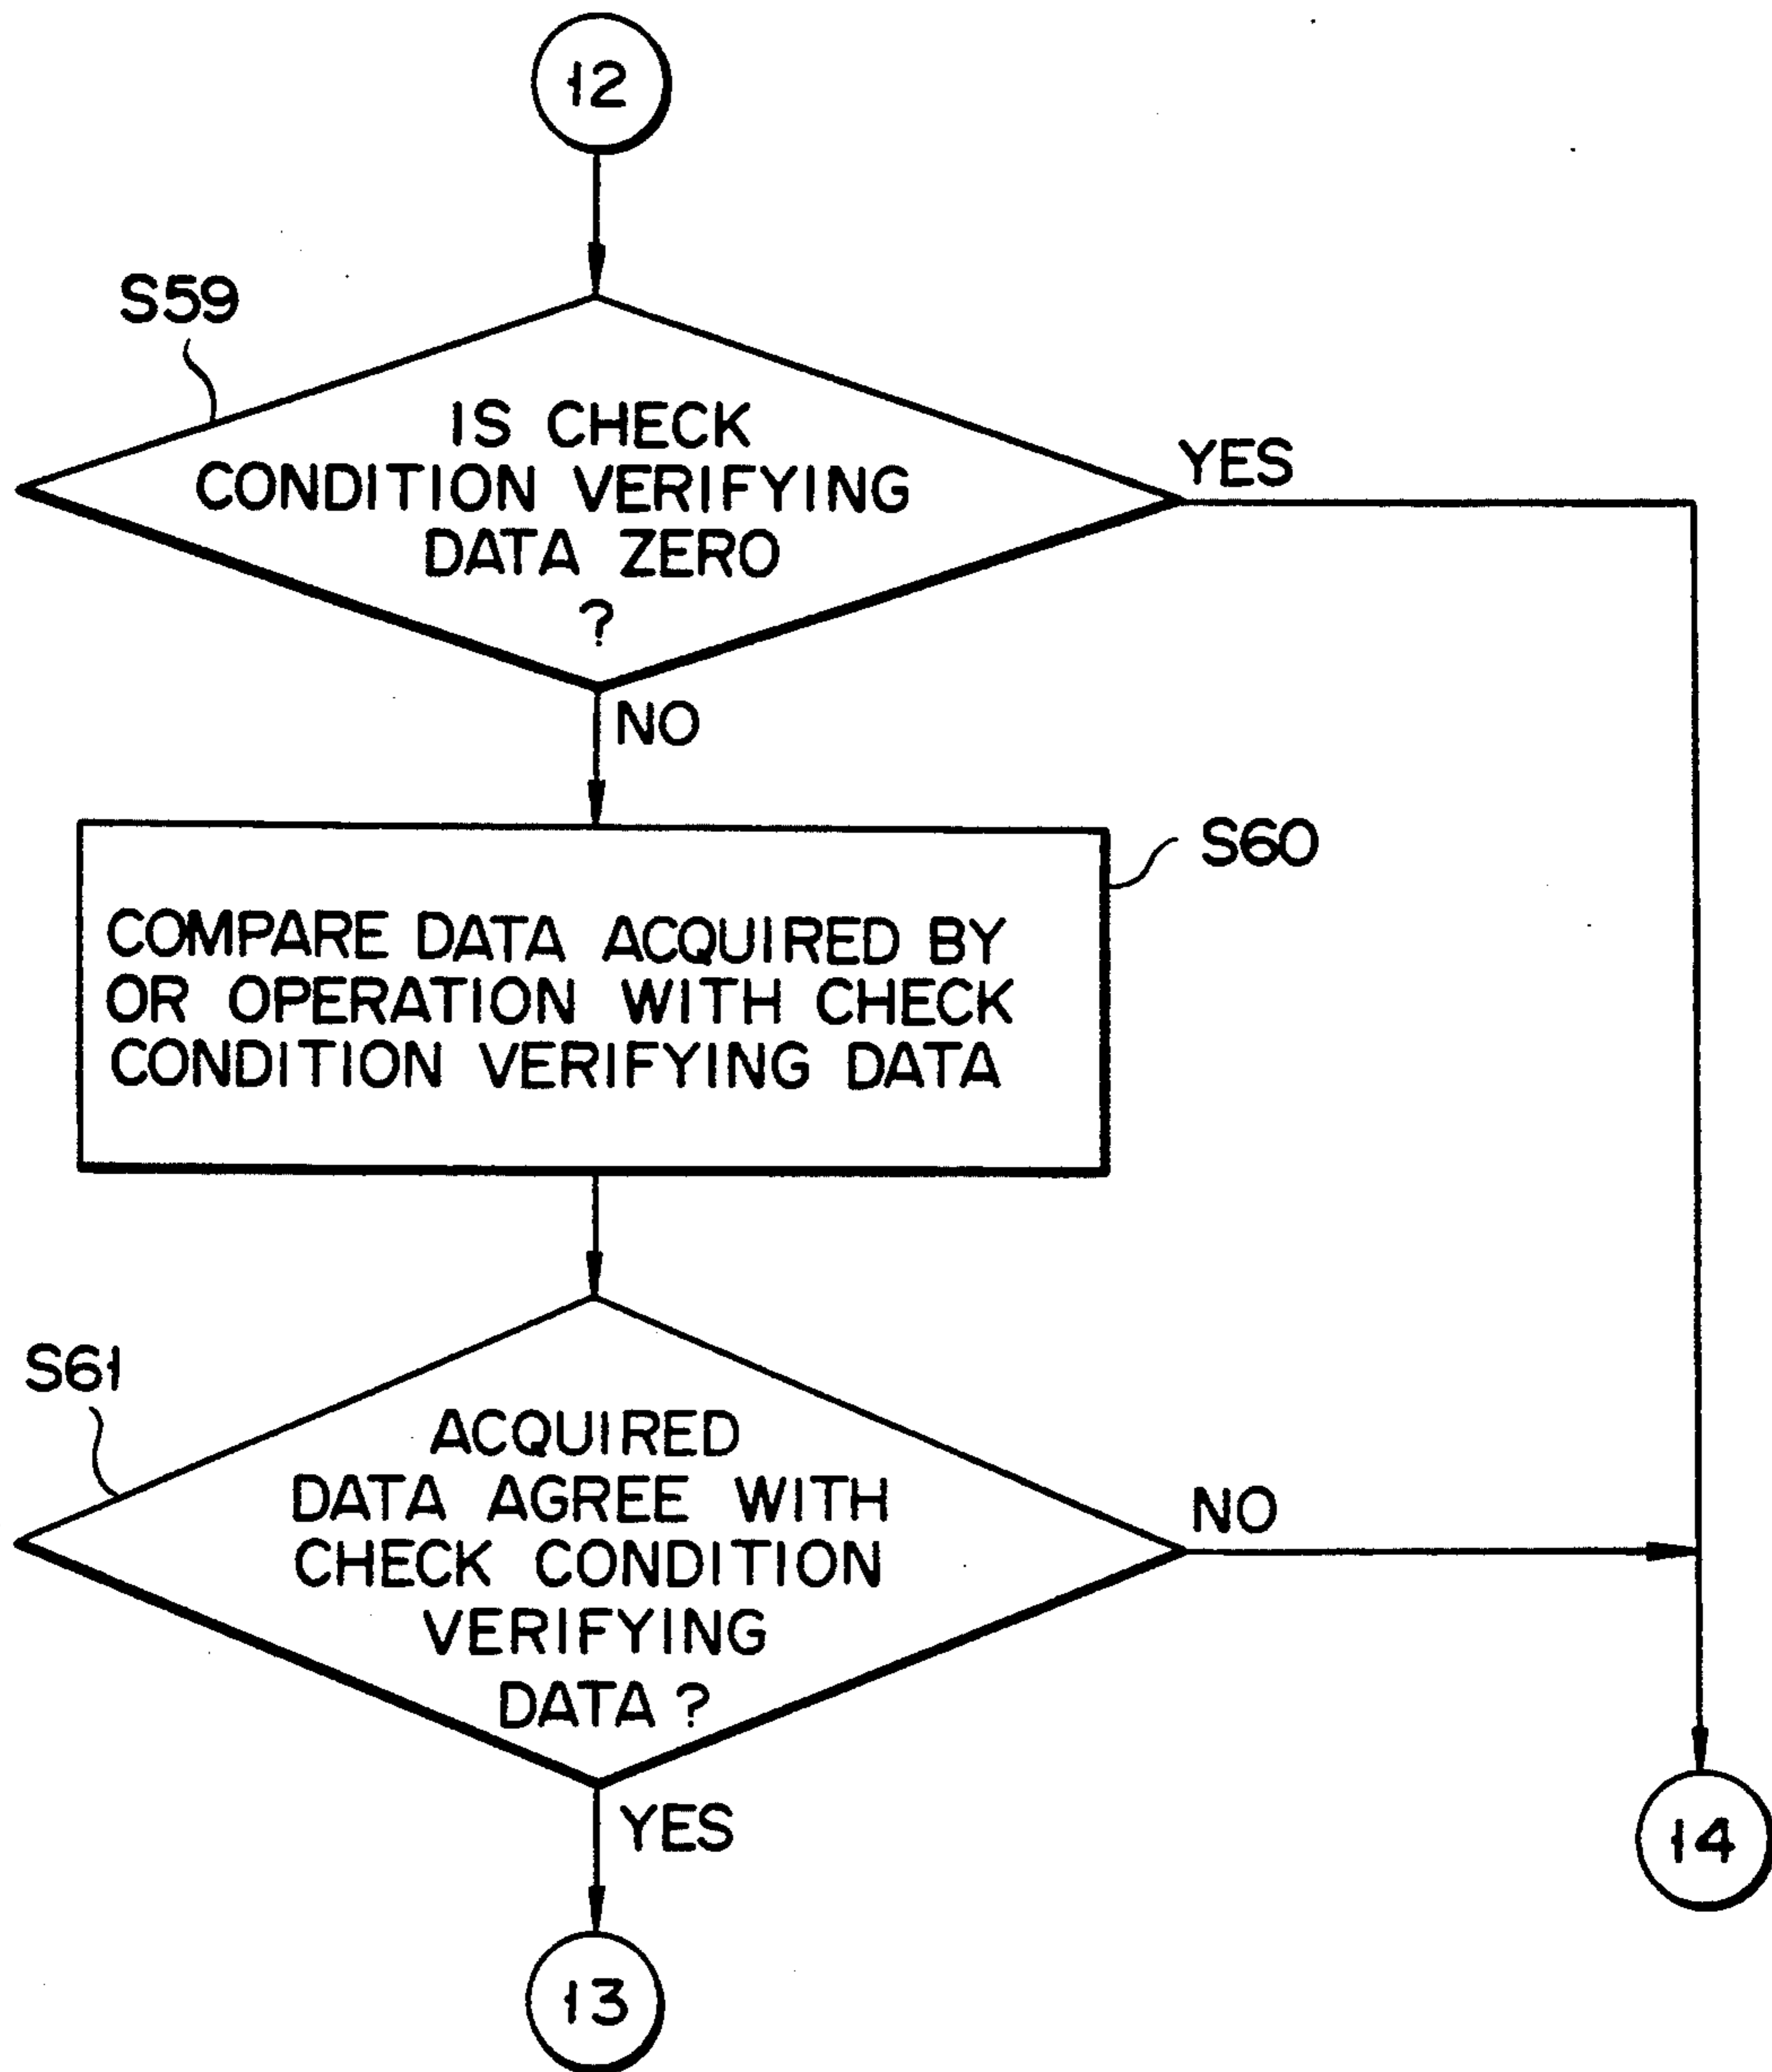 12
S59
IS CHECK
CONDITION VERIFYING
DATA ZERO
?
YES
NO
S60
COMPARE DATA ACQUIRED BY
OR OPERATION WITH CHECK
CONDITION VERIFYING DATA
S61
ACQUIRED
DATA AGREE WITH
CHECK CONDITION
VERIFYING
DATA ?
NO
YES
14
13